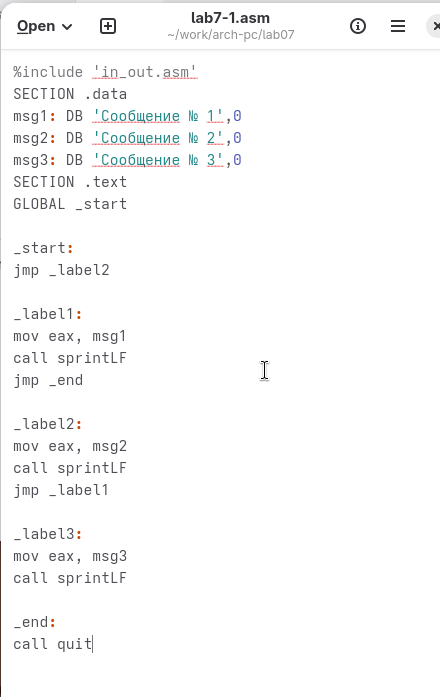 Open
lab7-1.asm
~/work/arch-pc/lab07
%include 'in_out.asm'
SECTION .data
msg1: DB 'Сообщение № 1',0
msg2: DB 'Сообщение № 2',0
msg3: DB 'Сообщение № 3',0
SECTION .text
GLOBAL _start
_start:
jmp _label2
_label1:
mov eax, msg1
call sprintLF
jmp _end
_label2:
mov eax, msg2
call sprintLF
jmp _label1
_label3:
mov eax, msg3
call sprintLF
_end:
call quit